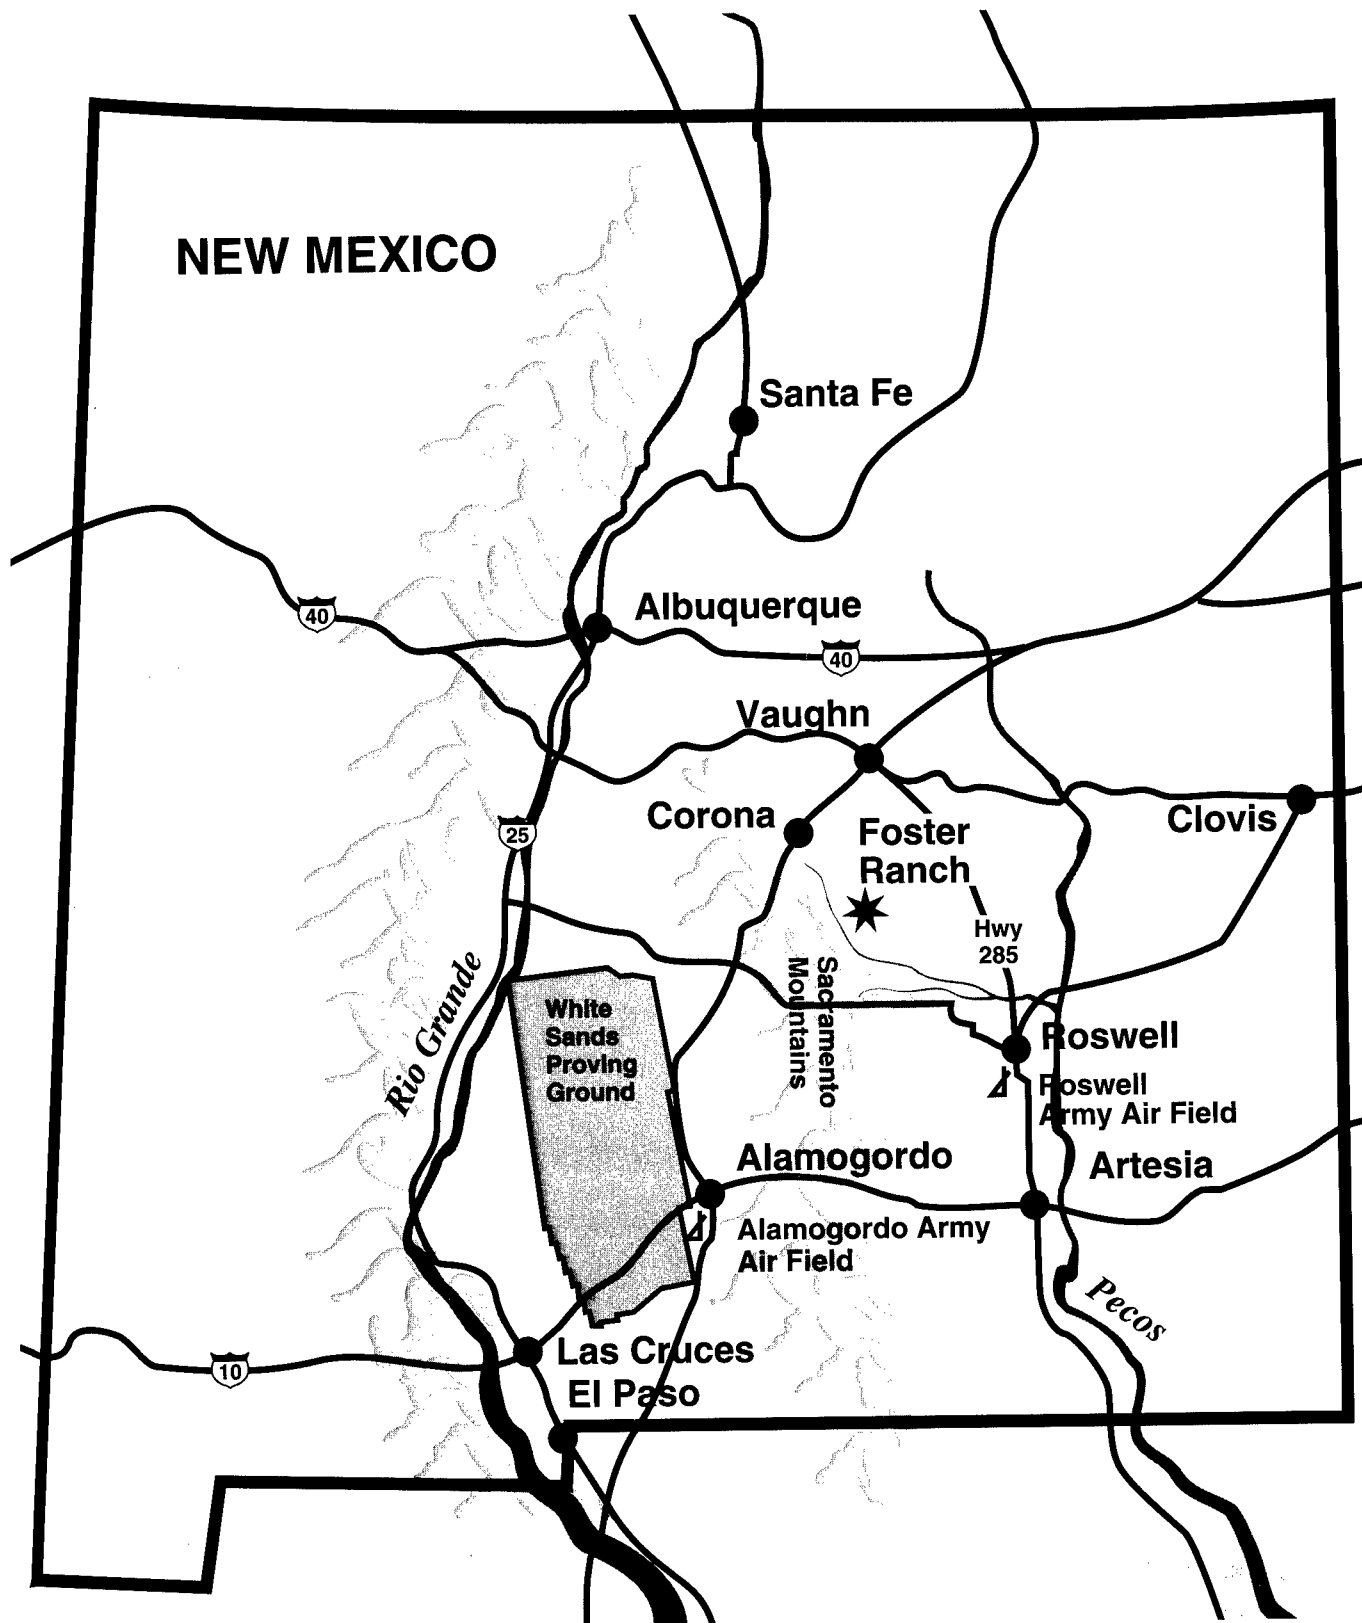 NEW MEXICO
Santa Fe
40
Albuquerque
40
Vaughn
Corona
Foster
Ranch
Clovis
25
Hwy
285
Rio Grande
White
Sands
Proving
Ground
Sacramento
Mountains
Roswell
Roswell
Army Air Field
Alamogordo
Artesia
Alamogordo Army
Air Field
Pecos
Las Cruces
10
El Paso